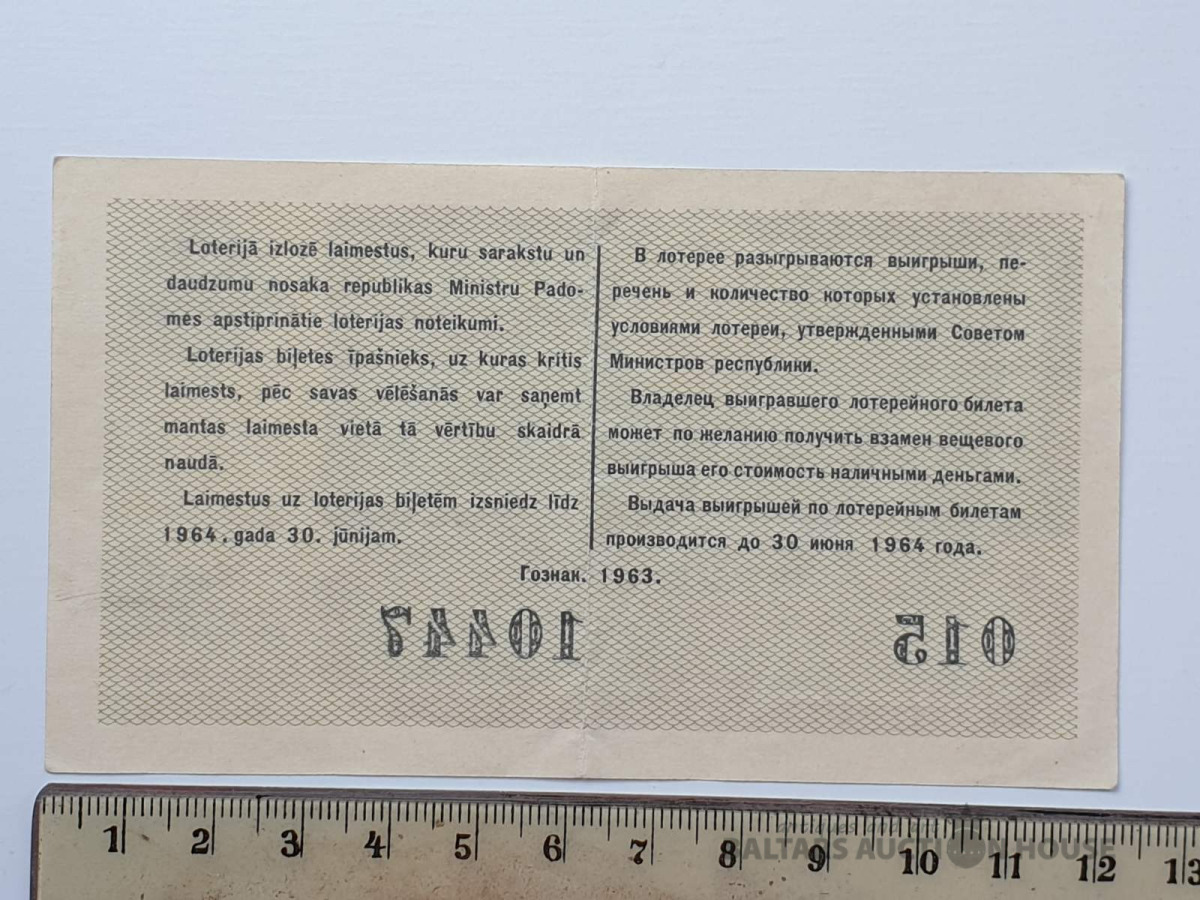 Loterijā izlozē laimestus, kuru sarakstu un
daudzumu nosaka republikas Ministru Pado-
mes apstiprinātie loterijas noteikumi.
Loterijas biļetes īpašnieks, uz kuras kritis
laimests, pēc savas vēlēšanās var saņemt
mantas laimesta vietā tā vērtību skaidrā
naudā.
Laimestus uz loterijas biļetēm izsniedz līdz
1964. gada 30. jūnijam.
В лотерее разыгрываются выигрыши, пе-
речень и количество которых установлены
условиями лотереи, утвержденными Советом
Министров республики.
Владелец выигравшего лотерейного билета
может по желанию получить взамен вещевого
выигрыша его стоимость наличными деньгами.
Выдача выигрышей по лотерейным билетам
производится до 30 июня 1964 года.
Гознак. 1963.
10447 015
1 2 3 4 5 6 7 8 9 10 11 12 13
BALTARS AUCTION HOUSE